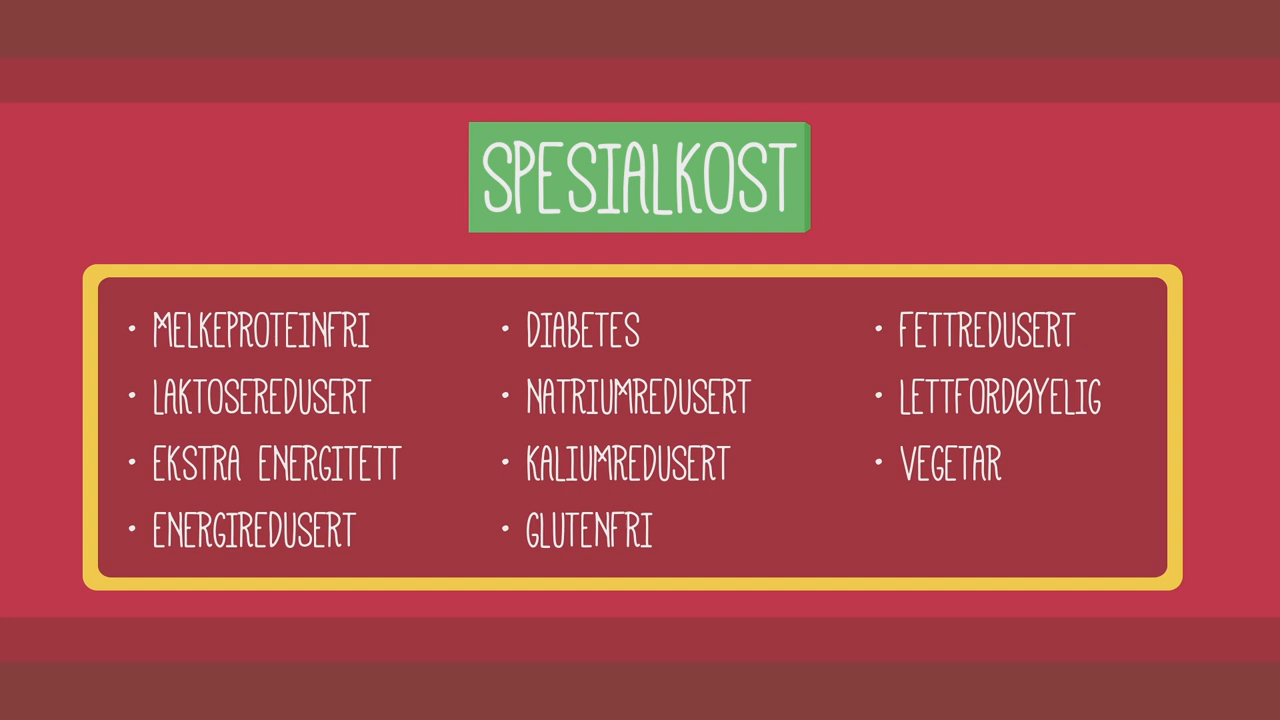 SPESIALKOST
• MELKEPROTEINFRI
• LAKTOSEREDUSERT
• EKSTRA ENERGITETT
• ENERGIREDUSERT
• DIABETES
• NATRIUMREDUSERT
• KALIUMREDUSERT
• GLUTENFRI
• FETTREDUSERT
• LETTFORDØYELIG
• VEGETAR